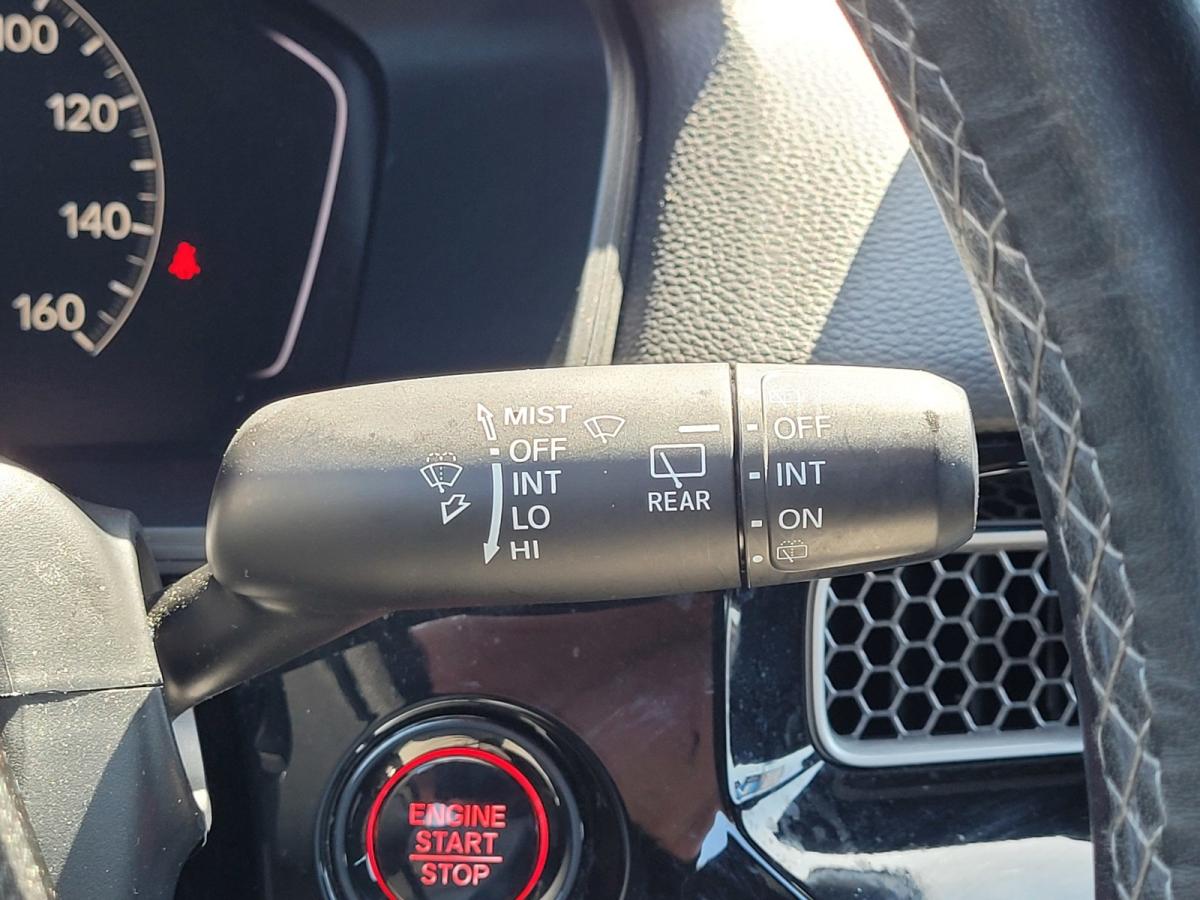 100
120
140
160
MIST
OFF
INT
LO
HI
REAR
OFF
INT
ON
ENGINE
START
STOP